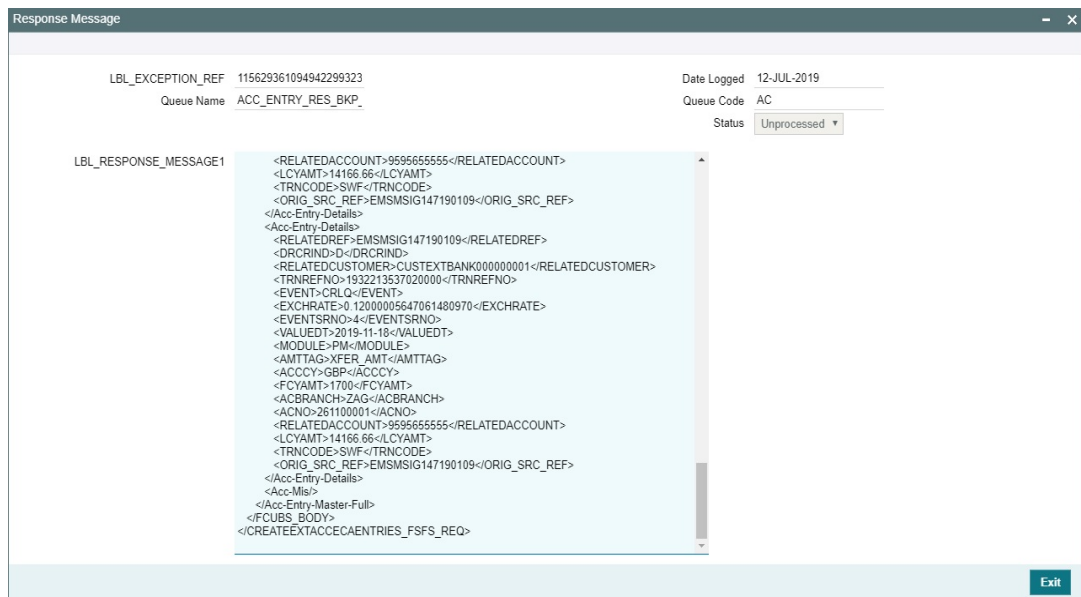 Response Message
LBL_EXCEPTION_REF 115629361094942299323
Date Logged 12-JUL-2019
Queue Name ACC_ENTRY_RES_BKP_
Queue Code AC
Status Unprocessed
LBL_RESPONSE_MESSAGE1
<RELATEDACCOUNT>9595655555</RELATEDACCOUNT>
<LCYAMT>14166.66</LCYAMT>
<TRNCODE>SWF</TRNCODE>
<ORIG_SRC_REF>EMSMSIG147190109</ORIG_SRC_REF>
</Acc-Entry-Details>
<Acc-Entry-Details>
<RELATEDREF>EMSMSIG147190109</RELATEDREF>
<DRCRIND>D</DRCRIND>
<RELATEDCUSTOMER>CUSTEXTBANK000000001</RELATEDCUSTOMER>
<TRNREFNO>1932213537020000</TRNREFNO>
<EVENT>CRLQ</EVENT>
<EXCHRATE>0.12000005647061480970</EXCHRATE>
<EVENTSRNO>4</EVENTSRNO>
<VALUEDT>2019-11-18</VALUEDT>
<MODULE>PM</MODULE>
<AMTTAG>XFER_AMT</AMTTAG>
<ACCCY>GBP</ACCCY>
<FCYAMT>1700</FCYAMT>
<ACBRANCH>ZAG</ACBRANCH>
<ACNO>261100001</ACNO>
<RELATEDACCOUNT>9595655555</RELATEDACCOUNT>
<LCYAMT>14166.66</LCYAMT>
<TRNCODE>SWF</TRNCODE>
<ORIG_SRC_REF>EMSMSIG147190109</ORIG_SRC_REF>
</Acc-Entry-Details>
<Acc-Mis/>
</Acc-Entry-Master-Full>
</FCUBS_BODY>
</CREATEEXTACCECAENTRIES_FSFS_REQ>
Exit